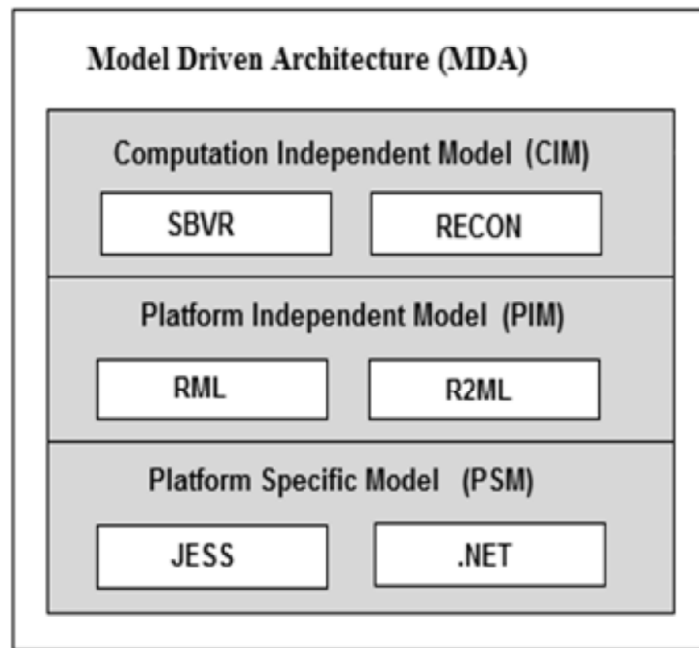 Model Driven Architecture (MDA)
Computation Independent Model (CIM)
SBVR RECON
Platform Independent Model (PIM)
RML R2ML
Platform Specific Model (PSM)
JESS .NET